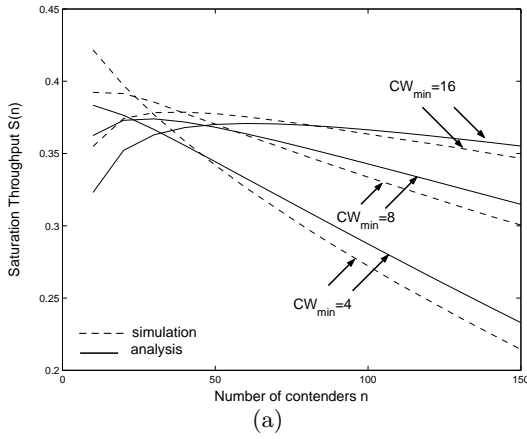 0.45
0.4
0.35
0.3
0.25
0.2
Saturation Throughput S(n)
CW_min=16
CW_min=8
CW_min=4
simulation
analysis
0
50
100
150
Number of contenders n
(a)